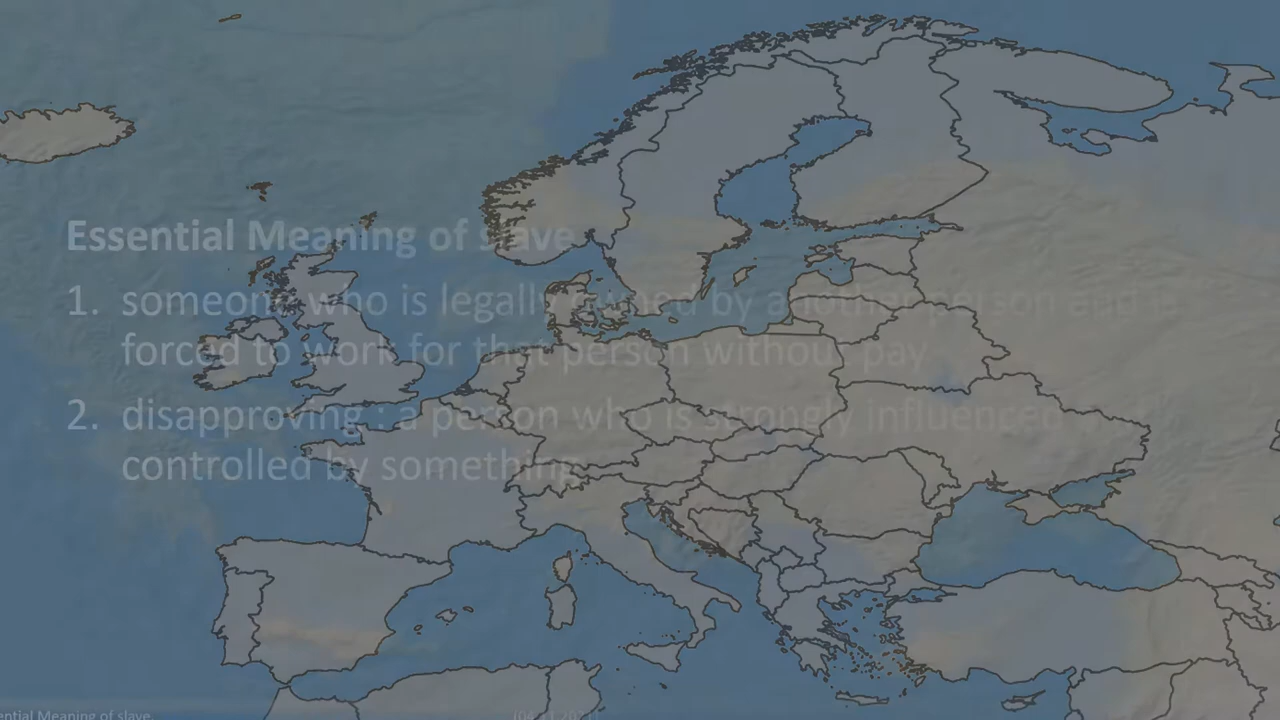 Essential Meaning of slave
1. someone who is legally owned by another person and is
forced to work for that person without pay
2. disapproving : a person who is strongly influenced
controlled by something
ential Meaning of slave